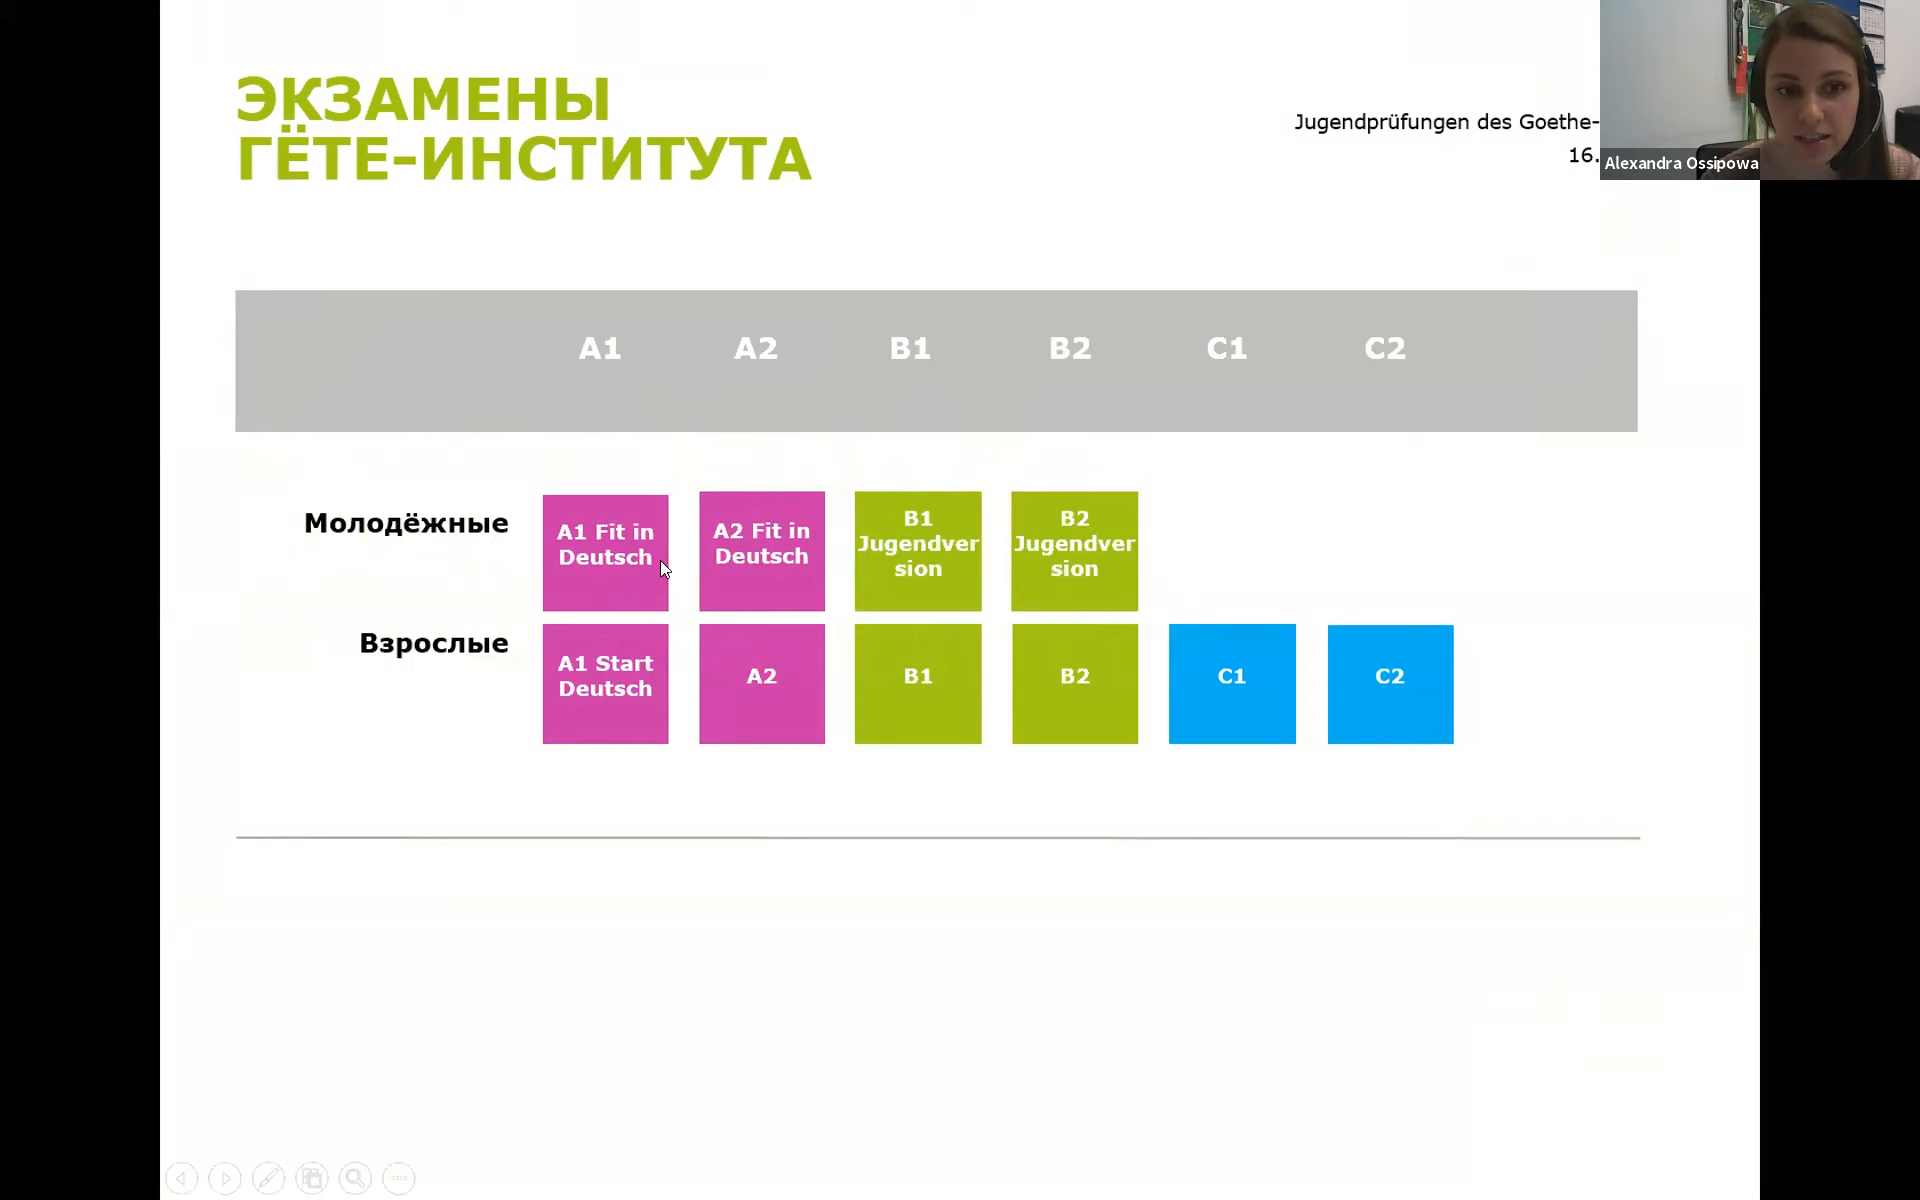 ЭКЗАМЕНЫ
ГЁТЕ-ИНСТИТУТА
Jugendprüfungen des Goethe-
16.
Alexandra Ossipowa
A1 A2 B1 B2 C1 C2
Молодёжные
A1 Fit in
Deutsch
A2 Fit in
Deutsch
B1
Jugendver
sion
B2
Jugendver
sion
Взрослые
A1 Start
Deutsch
A2
B1
B2
C1
C2